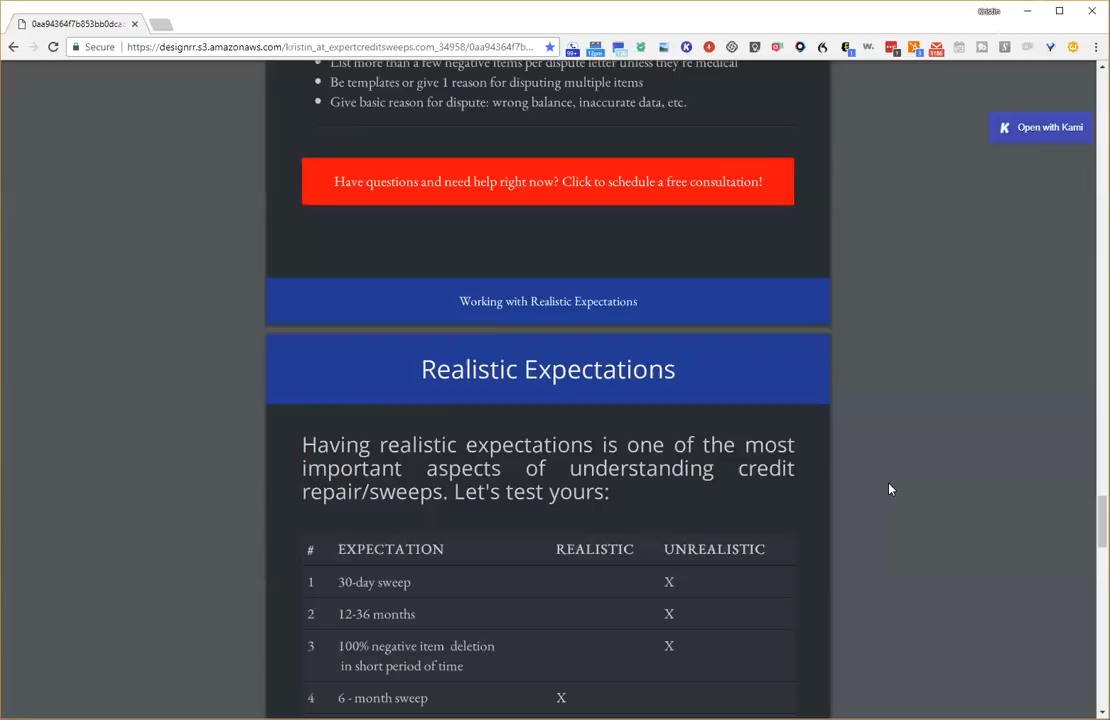 Kristin
0aa94364f7b853bb0dca
Secure
https://designrr.s3.amazonaws.com/kristin_at_expertcreditsweeps.com_34958/0aa94364f7b...
List more than a few negative items per dispute letter unless they're medical
Be templates or give 1 reason for disputing multiple items
Give basic reason for dispute: wrong balance, inaccurate data, etc.
K Open with Kami
Have questions and need help right now? Click to schedule a free consultation!
Working with Realistic Expectations
Realistic Expectations
Having realistic expectations is one of the most
important aspects of understanding credit
repair/sweeps. Let's test yours:
# EXPECTATION REALISTIC UNREALISTIC
1 30-day sweep X
2 12-36 months X
3 100% negative item deletion X
in short period of time
4 6 - month sweep X